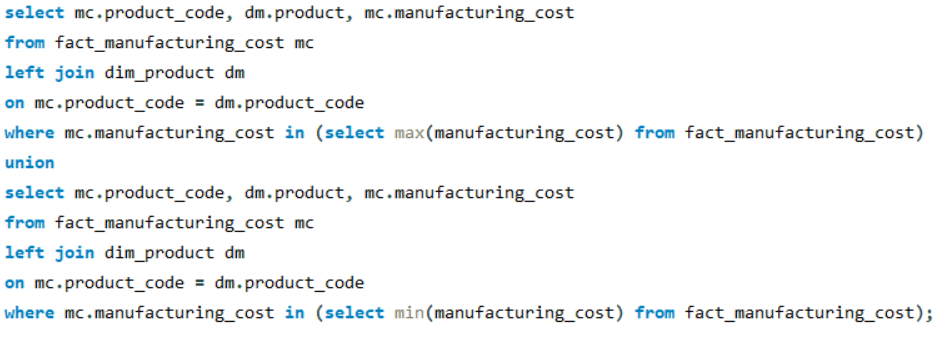 select mc.product_code, dm.product, mc.manufacturing_cost
from fact_manufacturing_cost mc
left join dim_product dm
on mc.product_code = dm.product_code
where mc.manufacturing_cost in (select max(manufacturing_cost) from fact_manufacturing_cost)
union
select mc.product_code, dm.product, mc.manufacturing_cost
from fact_manufacturing_cost mc
left join dim_product dm
on mc.product_code = dm.product_code
where mc.manufacturing_cost in (select min(manufacturing_cost) from fact_manufacturing_cost);